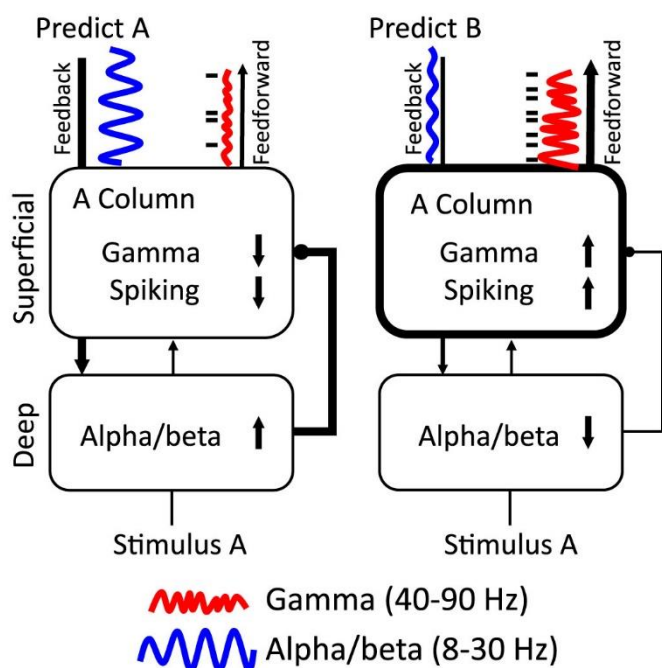 Predict A
Feedback
Feedforward
A Column
Gamma
Spiking
Superficial
Alpha/beta
Deep
Stimulus A
Predict B
Feedback
Feedforward
A Column
Gamma
Spiking
Alpha/beta
Stimulus A
Gamma (40-90 Hz)
Alpha/beta (8-30 Hz)